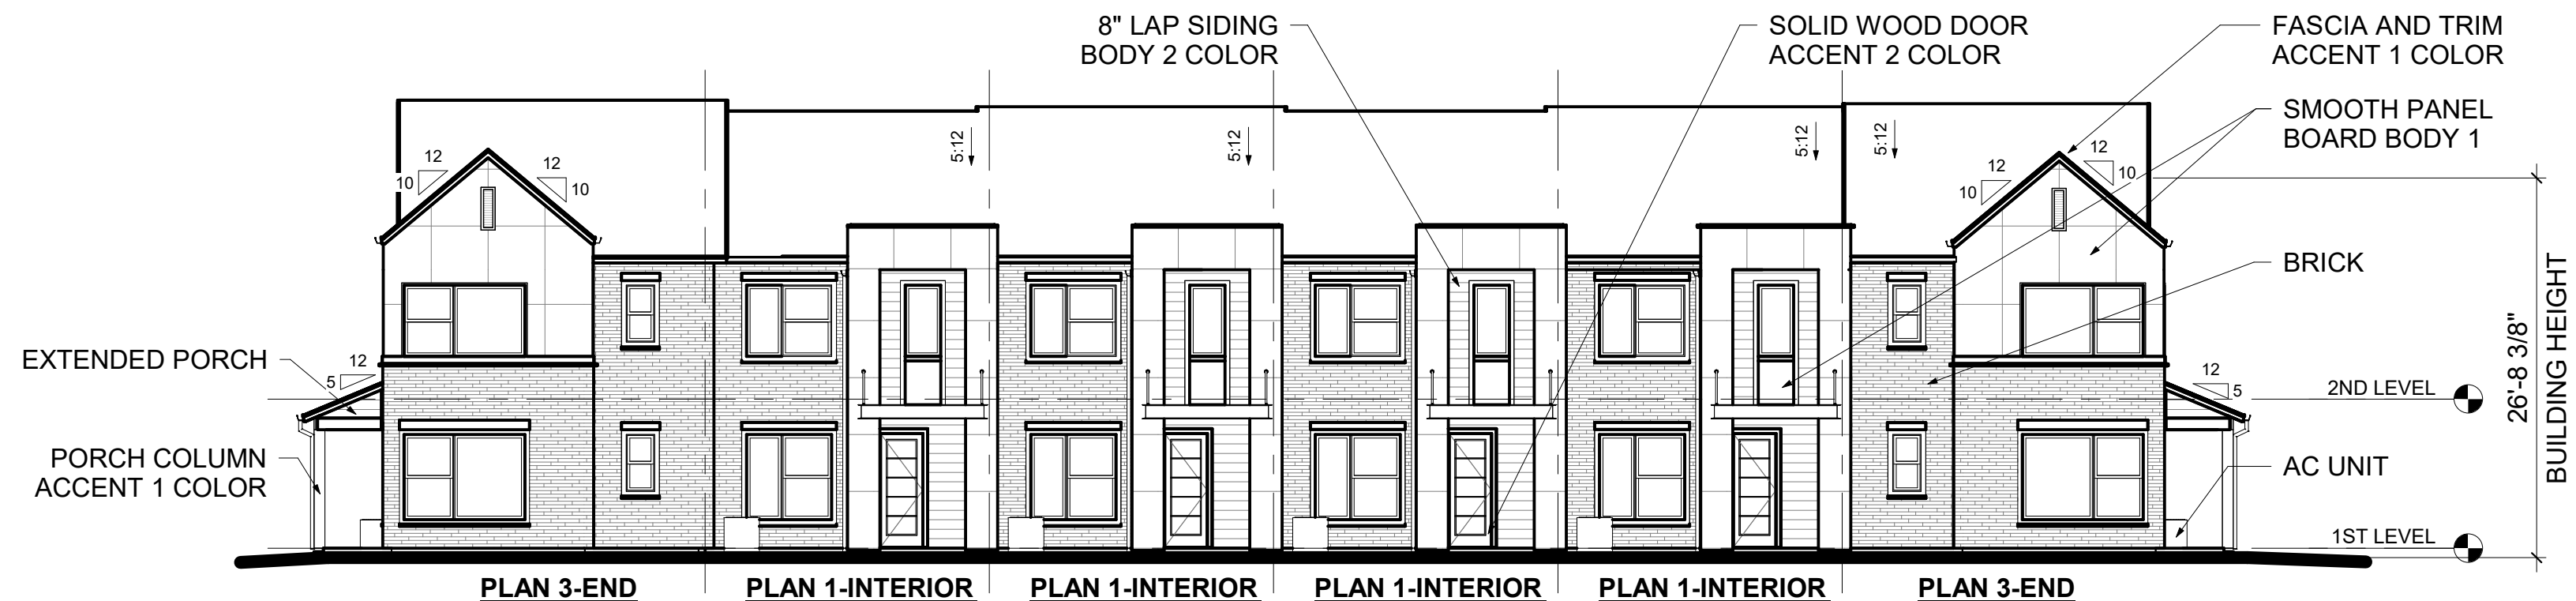 8" LAP SIDING
BODY 2 COLOR
SOLID WOOD DOOR
ACCENT 2 COLOR
FASCIA AND TRIM
ACCENT 1 COLOR
SMOOTH PANEL
BOARD BODY 1
12
10
12
10
5:12
5:12
5:12
5:12
12
10
12
10
BRICK
EXTENDED PORCH
12
5
12
5
2ND LEVEL
26'-8 3/8"
BUILDING HEIGHT
PORCH COLUMN
ACCENT 1 COLOR
AC UNIT
1ST LEVEL
PLAN 3-END
PLAN 1-INTERIOR
PLAN 1-INTERIOR
PLAN 1-INTERIOR
PLAN 1-INTERIOR
PLAN 3-END